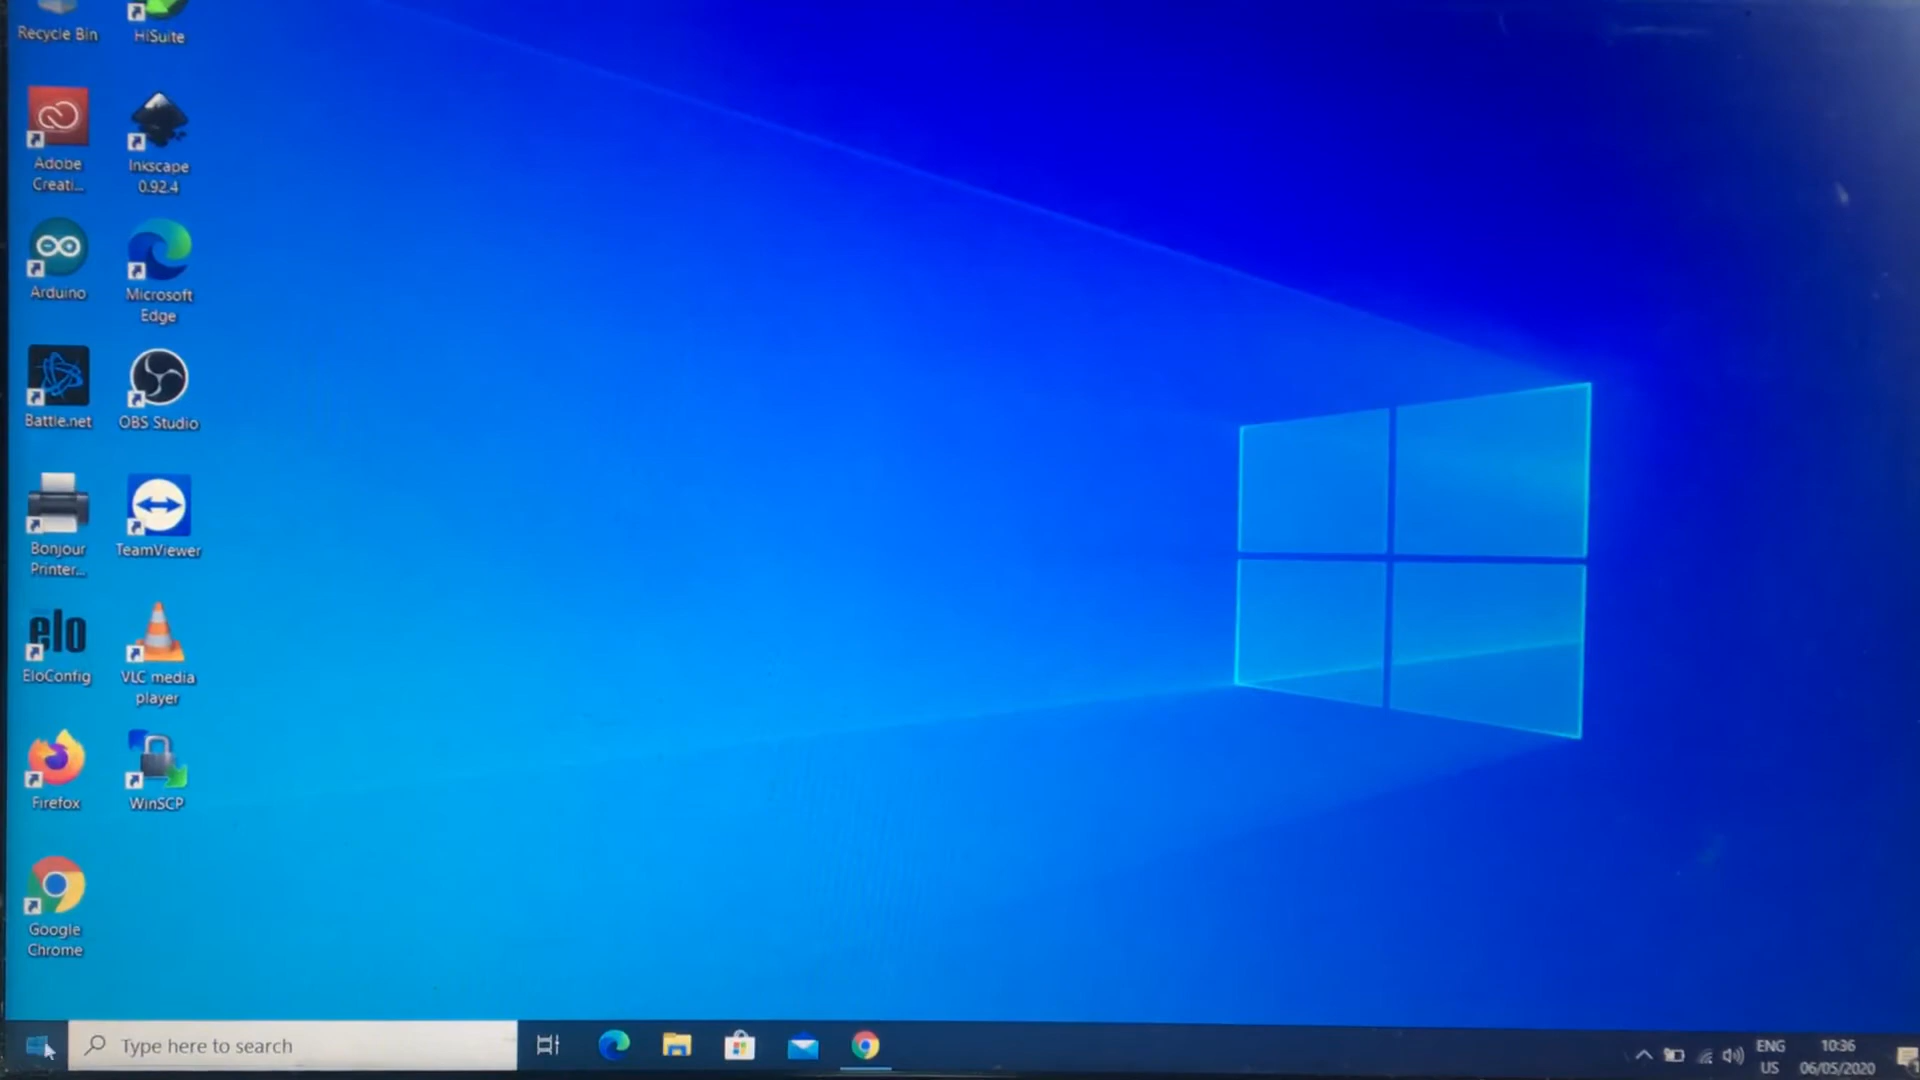 Recycle Bin
HiSuite
Adobe
Creati...
Inkscape
0.92.4
Arduino
Microsoft
Edge
Battle.net
OBS Studio
Bonjour
Printer...
TeamViewer
elo
EloConfig
VLC media
player
Firefox
WinSCP
Google
Chrome
Type here to search
ENG
US
10:36
06/05/2020